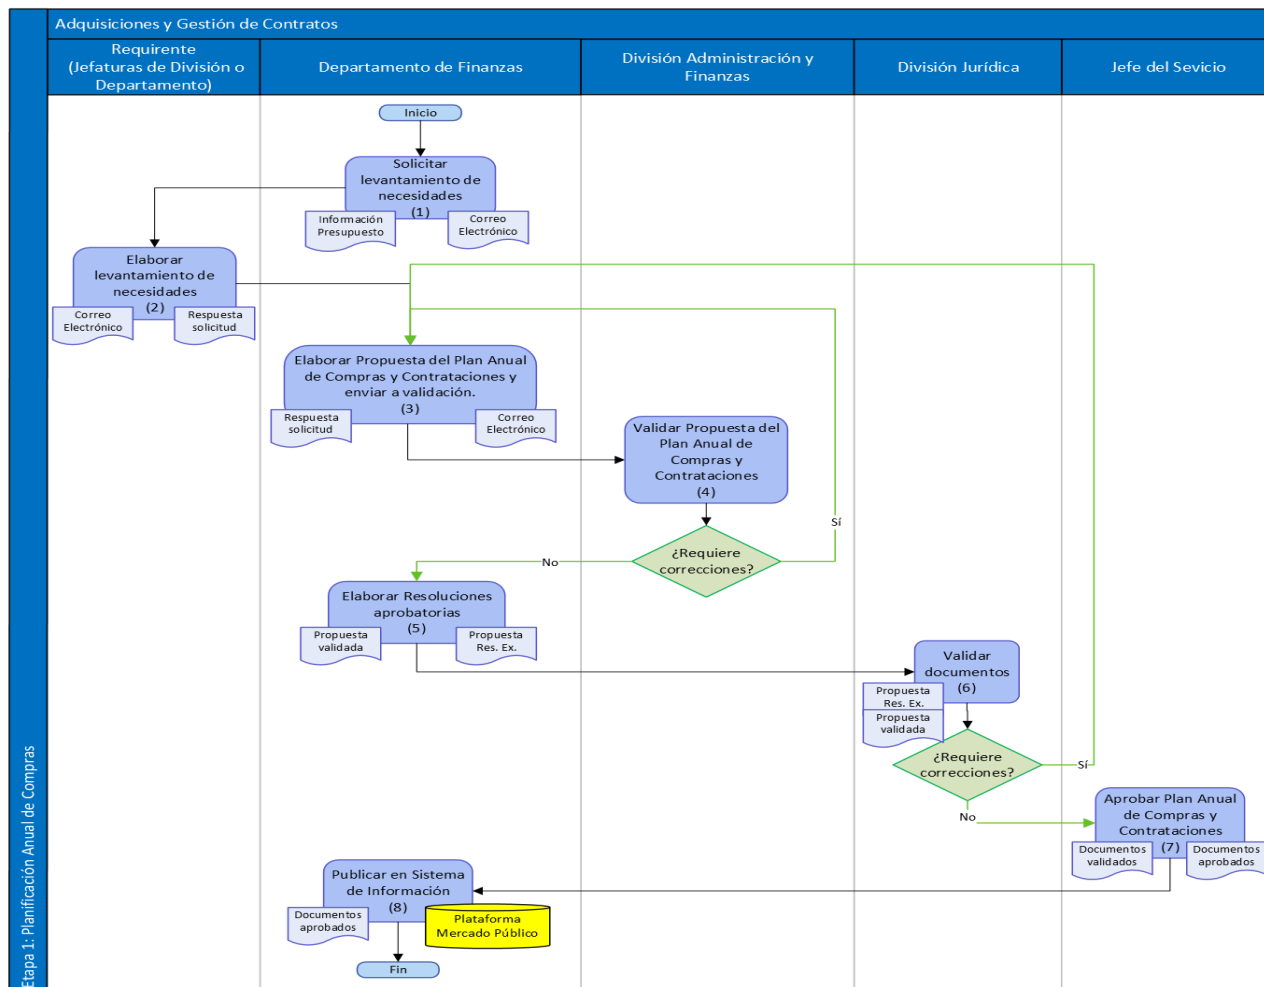 Adquisiciones y Gestión de Contratos
Requirente
(Jefaturas de División o
Departamento)
Departamento de Finanzas
División Administración y
Finanzas
División Jurídica
Jefe del Sevicio
Inicio
Solicitar
levantamiento de
necesidades
(1)
Información
Presupuesto
Correo
Electrónico
Elaborar
levantamiento de
necesidades
(2)
Correo
Electrónico
Respuesta
solicitud
Elaborar Propuesta del Plan Anual
de Compras y Contrataciones y
enviar a validación.
(3)
Respuesta
solicitud
Correo
Electrónico
Validar Propuesta del
Plan Anual de
Compras y
Contrataciones
(4)
Sí
¿Requiere
correcciones?
No
Elaborar Resoluciones
aprobatorias
(5)
Propuesta
validada
Propuesta
Res. Ex.
Validar
documentos
(6)
Propuesta
Res. Ex.
Propuesta
validada
¿Requiere
correcciones?
Sí
No
Aprobar Plan Anual
de Compras y
Contrataciones
(7)
Documentos
validados
Documentos
aprobados
Publicar en Sistema
de Información
(8)
Documentos
aprobados
Plataforma
Mercado Público
Fin
Etapa 1: Planificación Anual de Compras